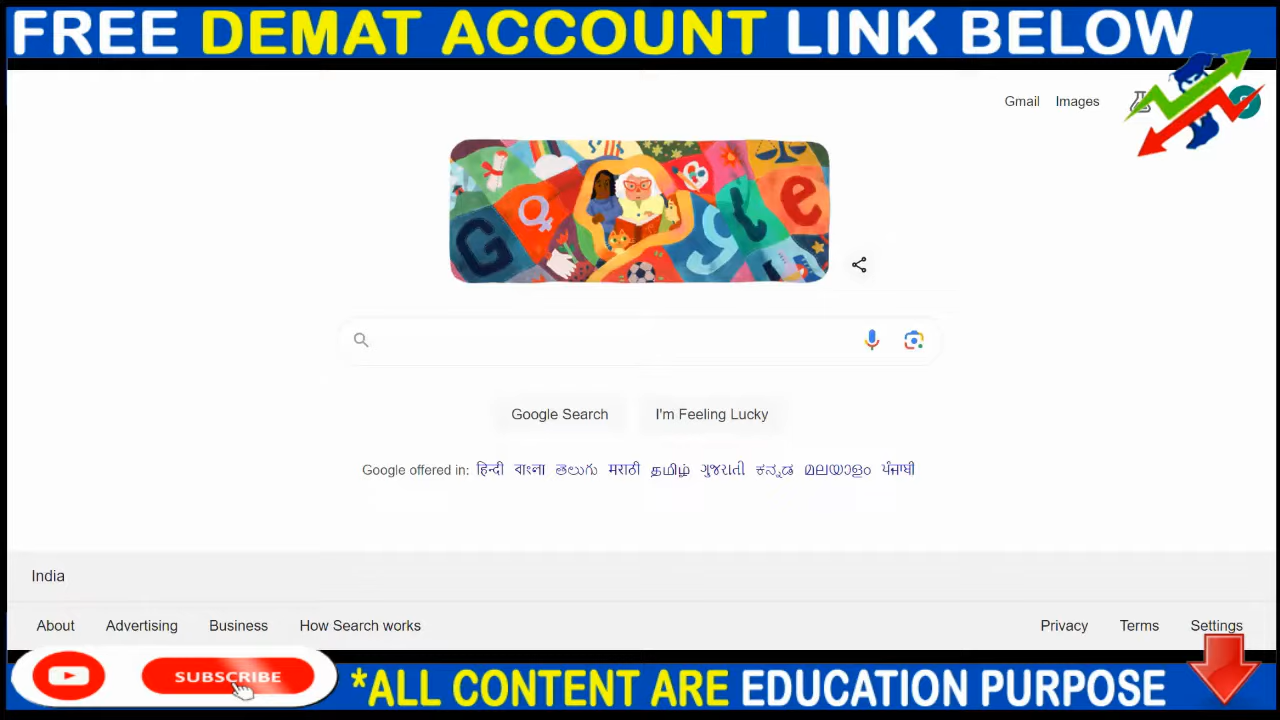 FREE DEMAT ACCOUNT LINK BELOW
Gmail Images
G g l e
Google Search I'm Feeling Lucky
Google offered in: हिन्दी বাংলা తెలుగు मराठी தமிழ் ગુજરાતી ಕನ್ನಡ മലയാളം ਪੰਜਾਬੀ
India
About Advertising Business How Search works Privacy Terms Settings
SUBSCRIBE
*ALL CONTENT ARE EDUCATION PURPOSE